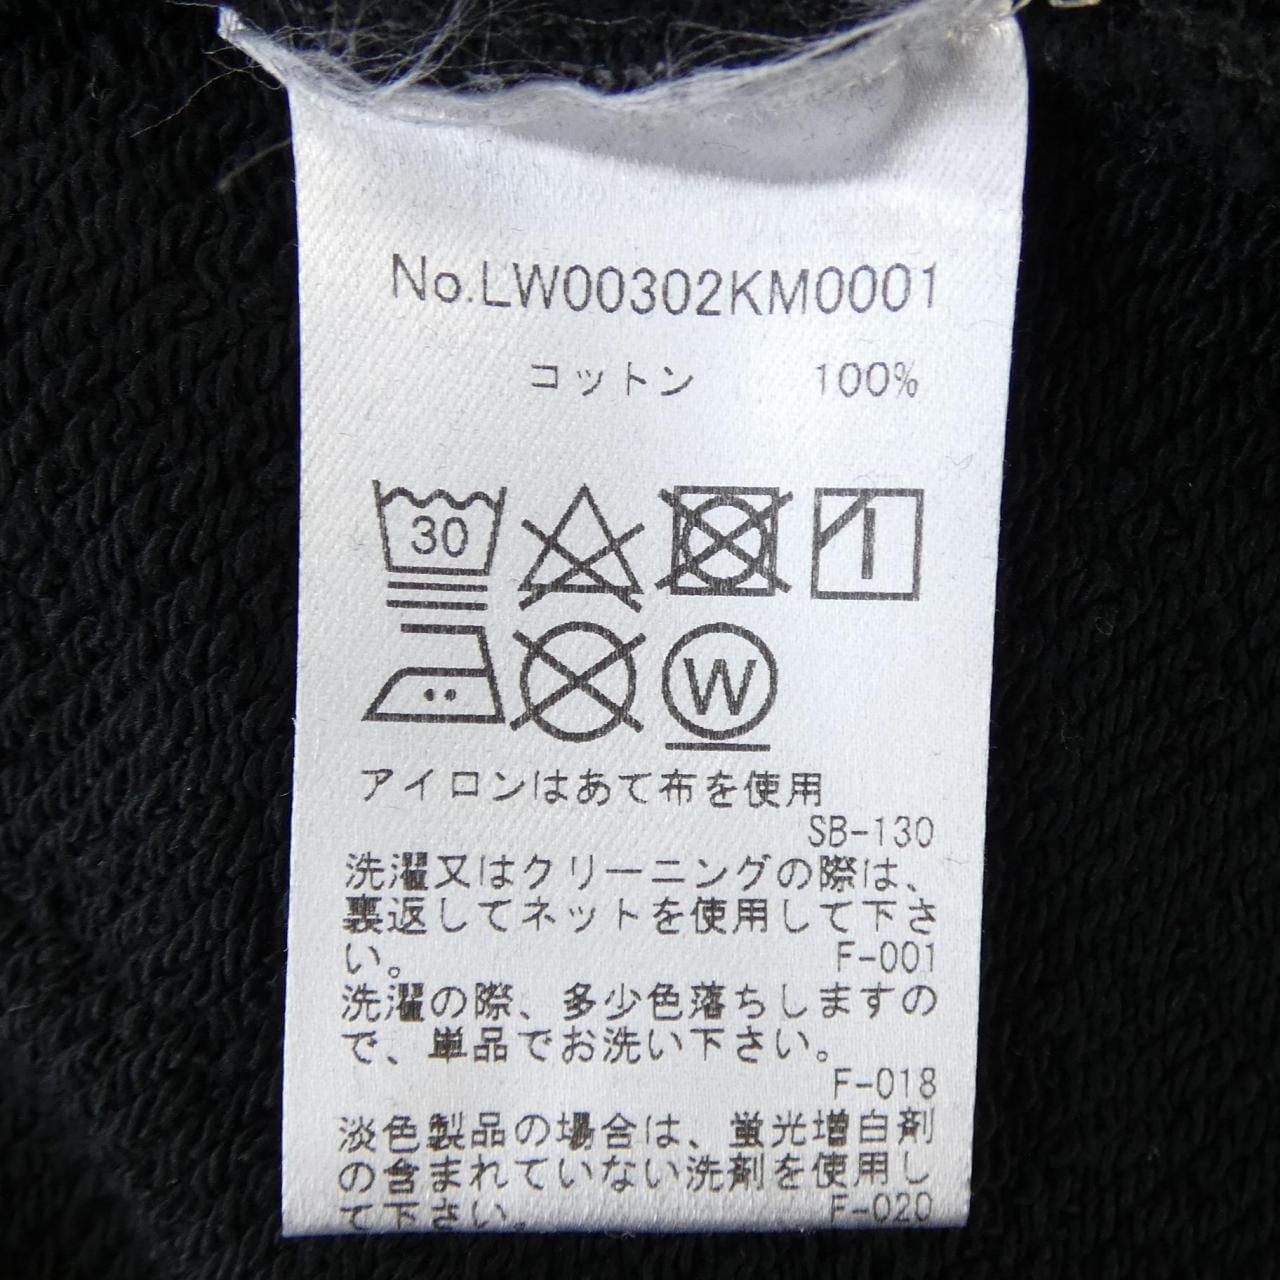 No.LW00302KM0001
コットン 100%
30
W
アイロンはあて布を使用
SB-130
洗濯又はクリーニングの際は、
裏返してネットを使用して下さ
い。 F-001
洗濯の際、多少色落ちしますの
で、単品でお洗い下さい。
F-018
淡色製品の場合は、蛍光増白剤
の含まれていない洗剤を使用し
て下さい。 F-020